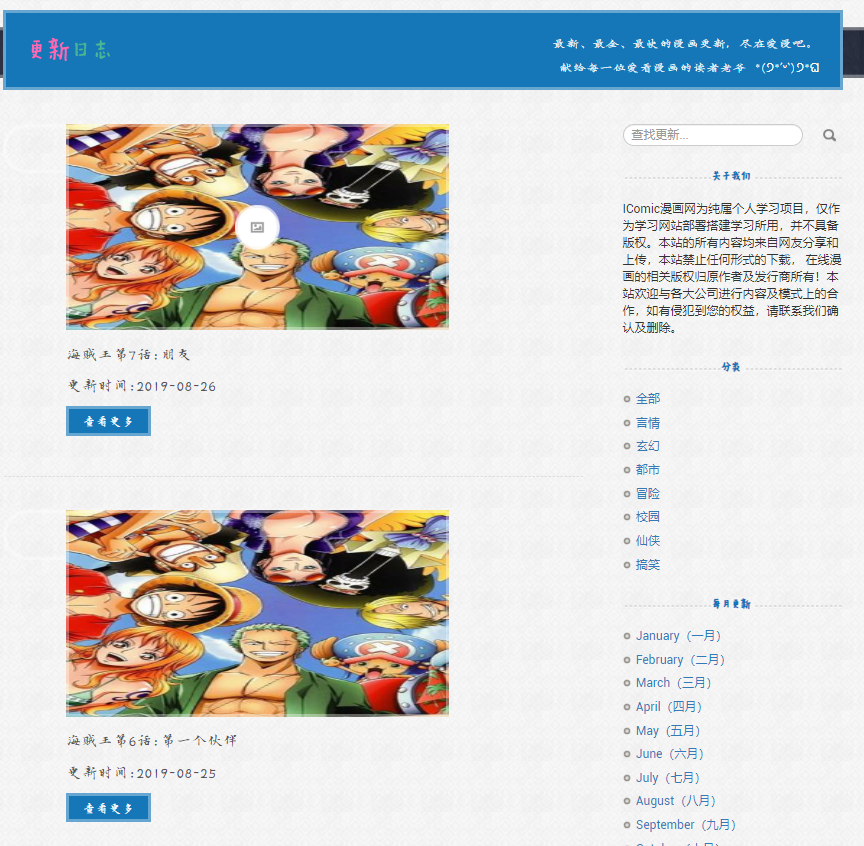 更新日志
最新、最全、最快的漫画更新，尽在爱漫吧。
献给每一位爱看漫画的读者老爷
海贼王第7话:朋友
更新时间:2019-08-26
查看更多
海贼王第6话:第一个伙伴
更新时间:2019-08-25
查看更多
查找更新...
关于我们
IComic漫画网为纯属个人学习项目，仅作
为学习网站部署搭建学习所用，并不具备
版权。本站的所有内容均来自网友分享和
上传，本站禁止任何形式的下载， 在线漫
画的相关版权归原作者及发行商所有！本
站欢迎与各大公司进行内容及模式上的合
作，如有侵犯到您的权益，请联系我们确
认及删除。
分类
全部
言情
玄幻
都市
冒险
校园
仙侠
搞笑
每月更新
January（一月）
February（二月）
March（三月）
April（四月）
May（五月）
June（六月）
July（七月）
August（八月）
September（九月）